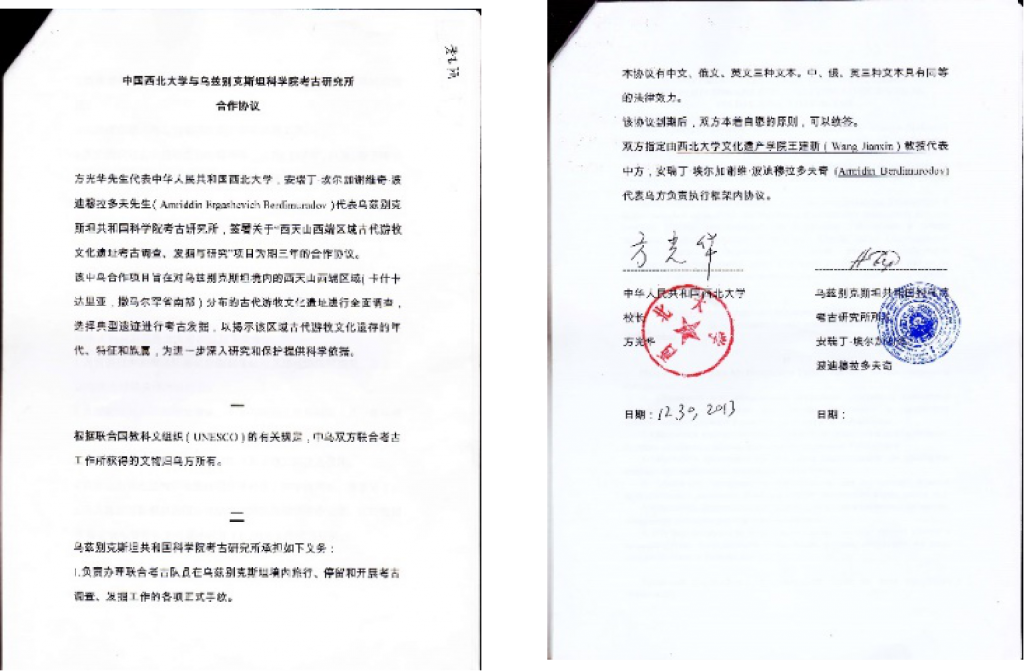 中国西北大学与乌兹别克斯坦科学院考古研究所
合作协议
方光华先生代表中华人民共和国西北大学，安瑞丁·埃尔加谢维奇·波
迪穆拉多夫先生（Amriddin Ergashevich Berdimuradov）代表乌兹别克
斯坦共和国科学院考古研究所，签署关于“西天山西端区域古代游牧
文化遗址考古调查、发掘与研究”项目为期三年的合作协议。
该中乌合作项目旨在对乌兹别克斯坦境内的西天山西端区域（卡什卡
达里亚，撒马尔罕省南部）分布的古代游牧文化遗址进行全面调查，
选择典型遗迹进行考古发掘，以揭示该区域古代游牧文化遗存的年
代、特征和族属，为进一步深入研究和保护提供科学依据。
一
根据联合国教科文组织（UNESCO）的有关规定，中乌双方联合考古
工作所获得的文物归乌方所有。
二
乌兹别克斯坦共和国科学院考古研究所承担如下义务：
1.负责办理联合考古队员在乌兹别克斯坦境内旅行、停留和开展考古
调查、发掘工作的各项正式手续。
本协议有中文、俄文、英文三种文本。中、俄、英三种文本具有同等
的法律效力。
该协议到期后，双方本着自愿的原则，可以续签。
双方指定由西北大学文化遗产学院王建新（Wang Jianxin）教授代表
中方，安瑞丁·埃尔加谢维·波迪穆拉多夫奇（Amridin Berdimurodov）
代表乌方负责执行框架内协议。
方光华
中华人民共和国西北大学
校长
方光华
日期：12.30, 2013
乌兹别克斯坦共和国科学院
考古研究所所长
安瑞丁·埃尔加谢维
波迪穆拉多夫奇
日期：
西北大学